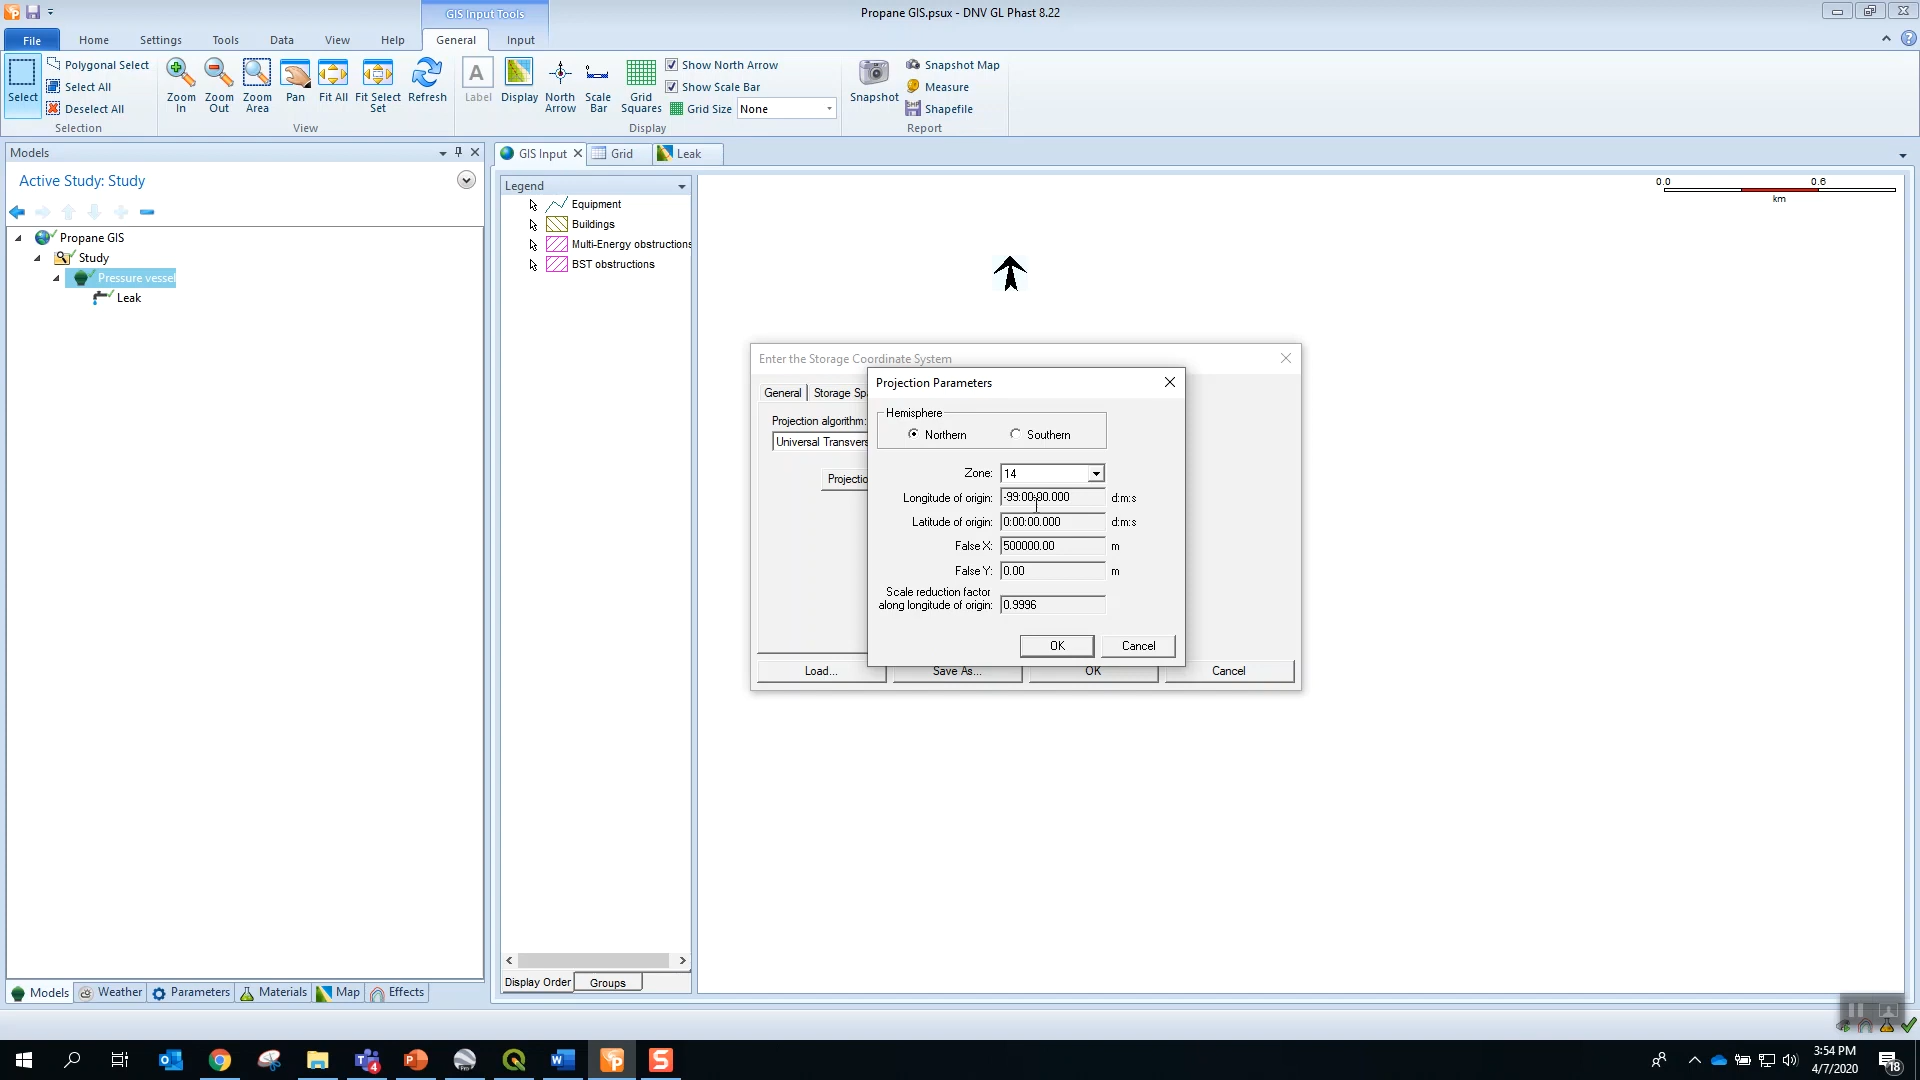 Propane GIS.psux - DNV GL Phast 8.22
GIS Input Tools
File
Home
Settings
Tools
Data
View
Help
General
Input
Select
Polygonal Select
Select All
Deselect All
Selection
Zoom In
Zoom Out
Zoom Area
Pan
Fit All
Fit Select Set
Refresh
View
Label
Display
North Arrow
Scale Bar
Grid Squares
Show North Arrow
Show Scale Bar
Grid Size
None
Display
Snapshot
Snapshot Map
Measure
Shapefile
Report
Models
Active Study: Study
Propane GIS
Study
Pressure vessel
Leak
GIS Input
Grid
Leak
Legend
Equipment
Buildings
Multi-Energy obstructions
BST obstructions
0.0
0.6
km
Enter the Storage Coordinate System
General
Storage Sp
Projection algorithm:
Universal Transvers
Projectio
Projection Parameters
Hemisphere
Northern
Southern
Zone: 14
Longitude of origin: -99:00:00.000 d:m:s
Latitude of origin: 0:00:00.000 d:m:s
False X: 500000.00 m
False Y: 0.00 m
Scale reduction factor
along longitude of origin: 0.9996
OK
Cancel
Load...
Save As...
OK
Cancel
Display Order
Groups
Models
Weather
Parameters
Materials
Map
Effects
3:54 PM
4/7/2020
4
18